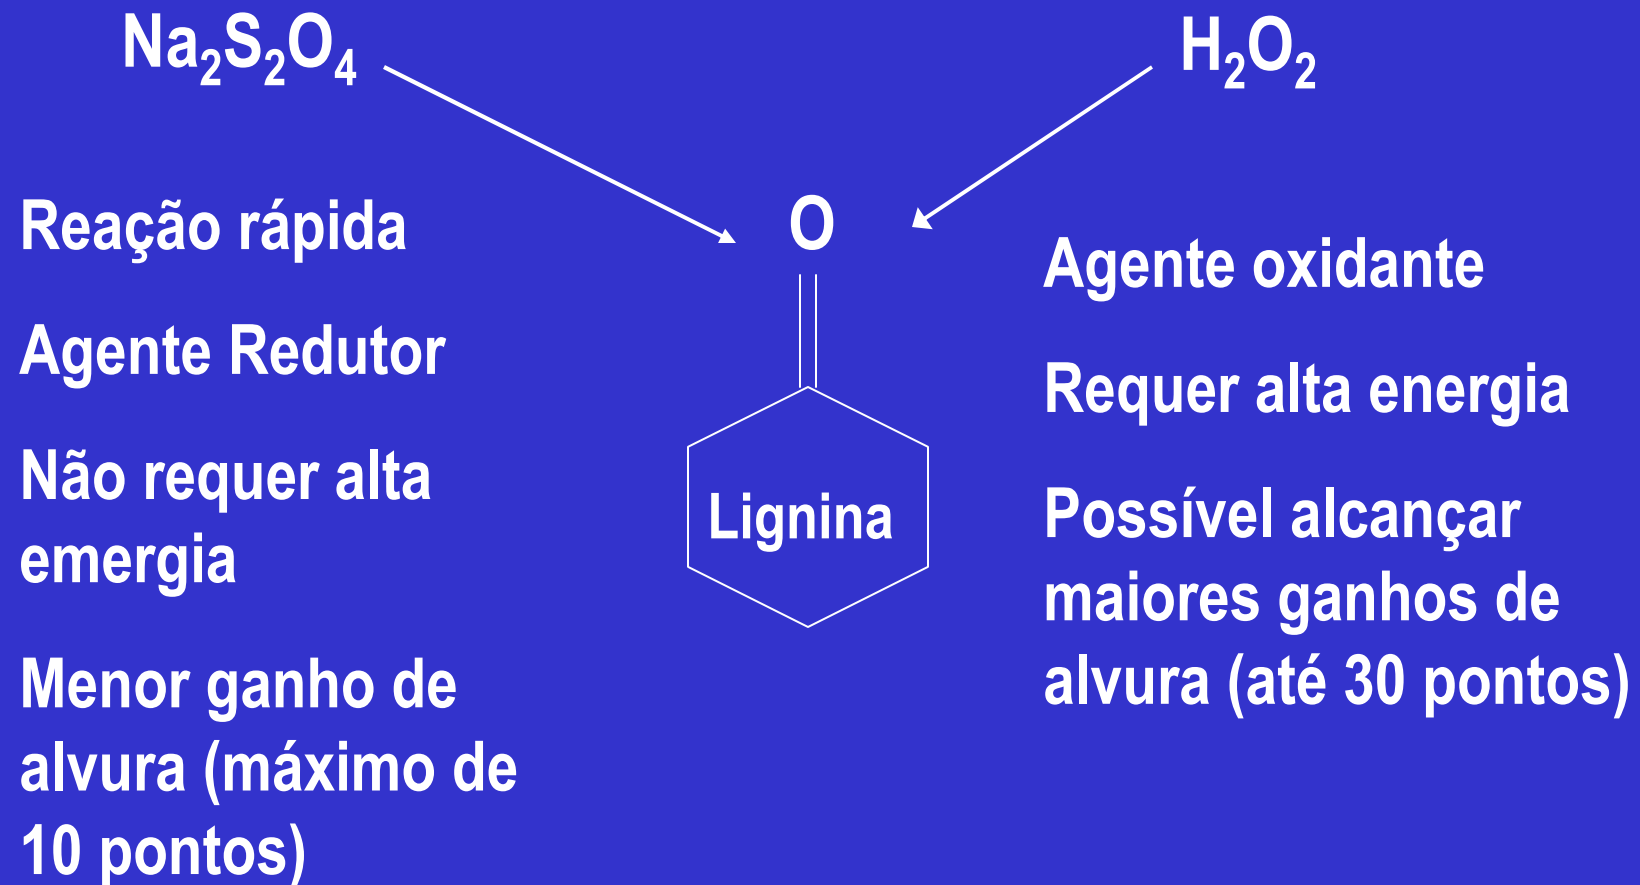 Na₂S₂O₄
H₂O₂
Reação rápida
Agente Redutor
Não requer alta
emergia
Menor ganho de
alvura (máximo de
10 pontos)
O
Lignina
Agente oxidante
Requer alta energia
Possível alcançar
maiores ganhos de
alvura (até 30 pontos)